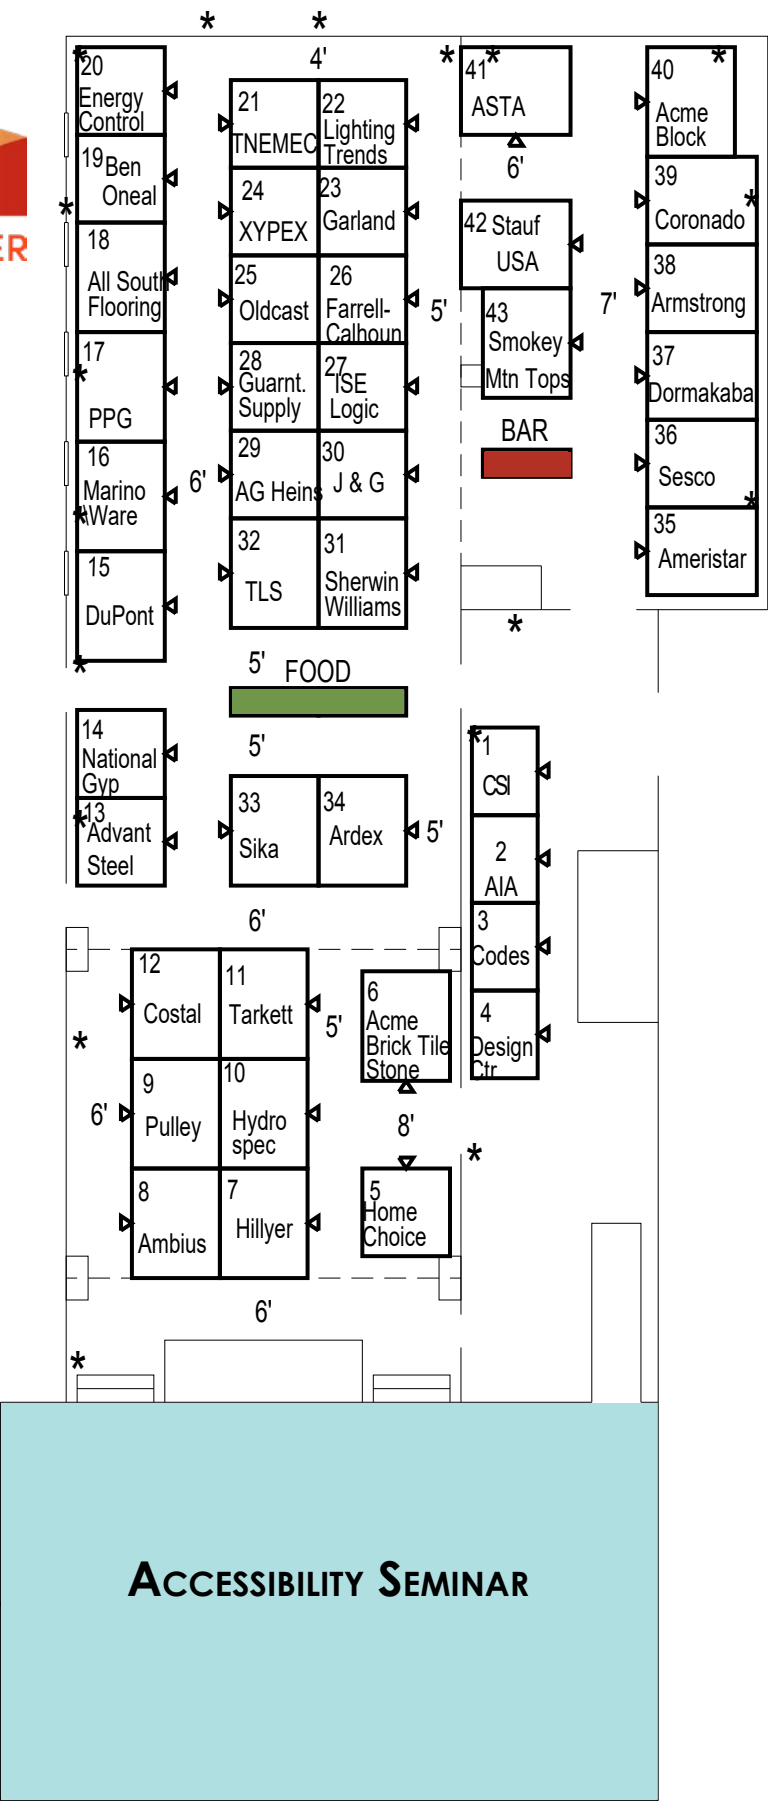 * *
4'
*
20
Energy
Control
21
TNEMEC
22
Lighting
Trends
* *
41
ASTA
6'
*
40
Acme
Block
ER
19 Ben
Oneal
*
24
XYPEX
23
Garland
42 Stauf
USA
39
*
Coronado
18
All South
Flooring
25
Oldcast
26
Farrell-
Calhoun
5'
43
Smokey
Mtn Tops
7'
38
Armstrong
17
*
PPG
28
Guarnt.
Supply
27
ISE
Logic
BAR
37
Dormakaba
16
Marino
\Ware
*
6'
29
AG Heins
30
J & G
36
Sesco
*
15
DuPont
*
32
TLS
31
Sherwin
Williams
*
35
Ameristar
5' FOOD
5'
14
National
Gyp
*
1
CSI
13
*
Advant
Steel
33
Sika
34
Ardex
5'
2
AIA
6'
3
Codes
12
Costal
11
Tarkett
5'
6
Acme
Brick Tile
Stone
4
Design
Ctr
*
6'
9
Pulley
10
Hydro
spec
8'
*
8
Ambius
7
Hillyer
5
Home
Choice
6'
*
Accessibility Seminar